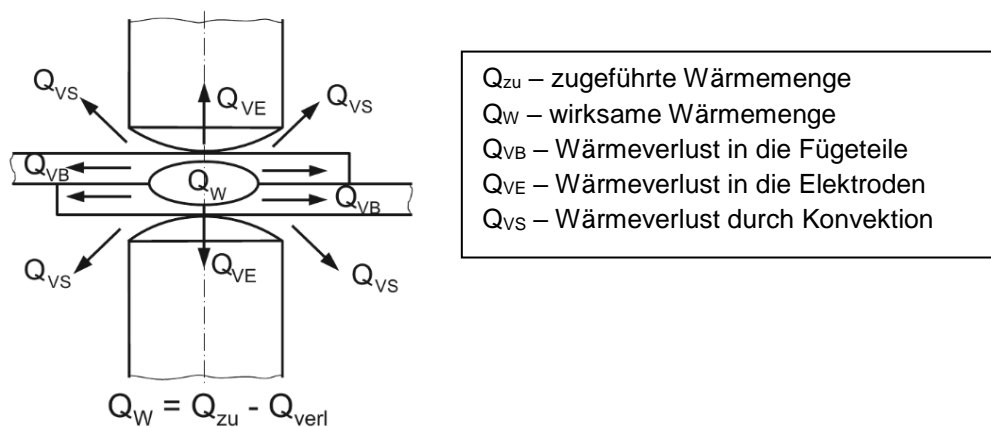 Q_VS Q_VE Q_VS
Q_VB Q_W Q_VB
Q_VS Q_VE Q_VS
Q_W = Q_zu - Q_verl
Q_zu – zugeführte Wärmemenge
Q_W – wirksame Wärmemenge
Q_VB – Wärmeverlust in die Fügeteile
Q_VE – Wärmeverlust in die Elektroden
Q_VS – Wärmeverlust durch Konvektion